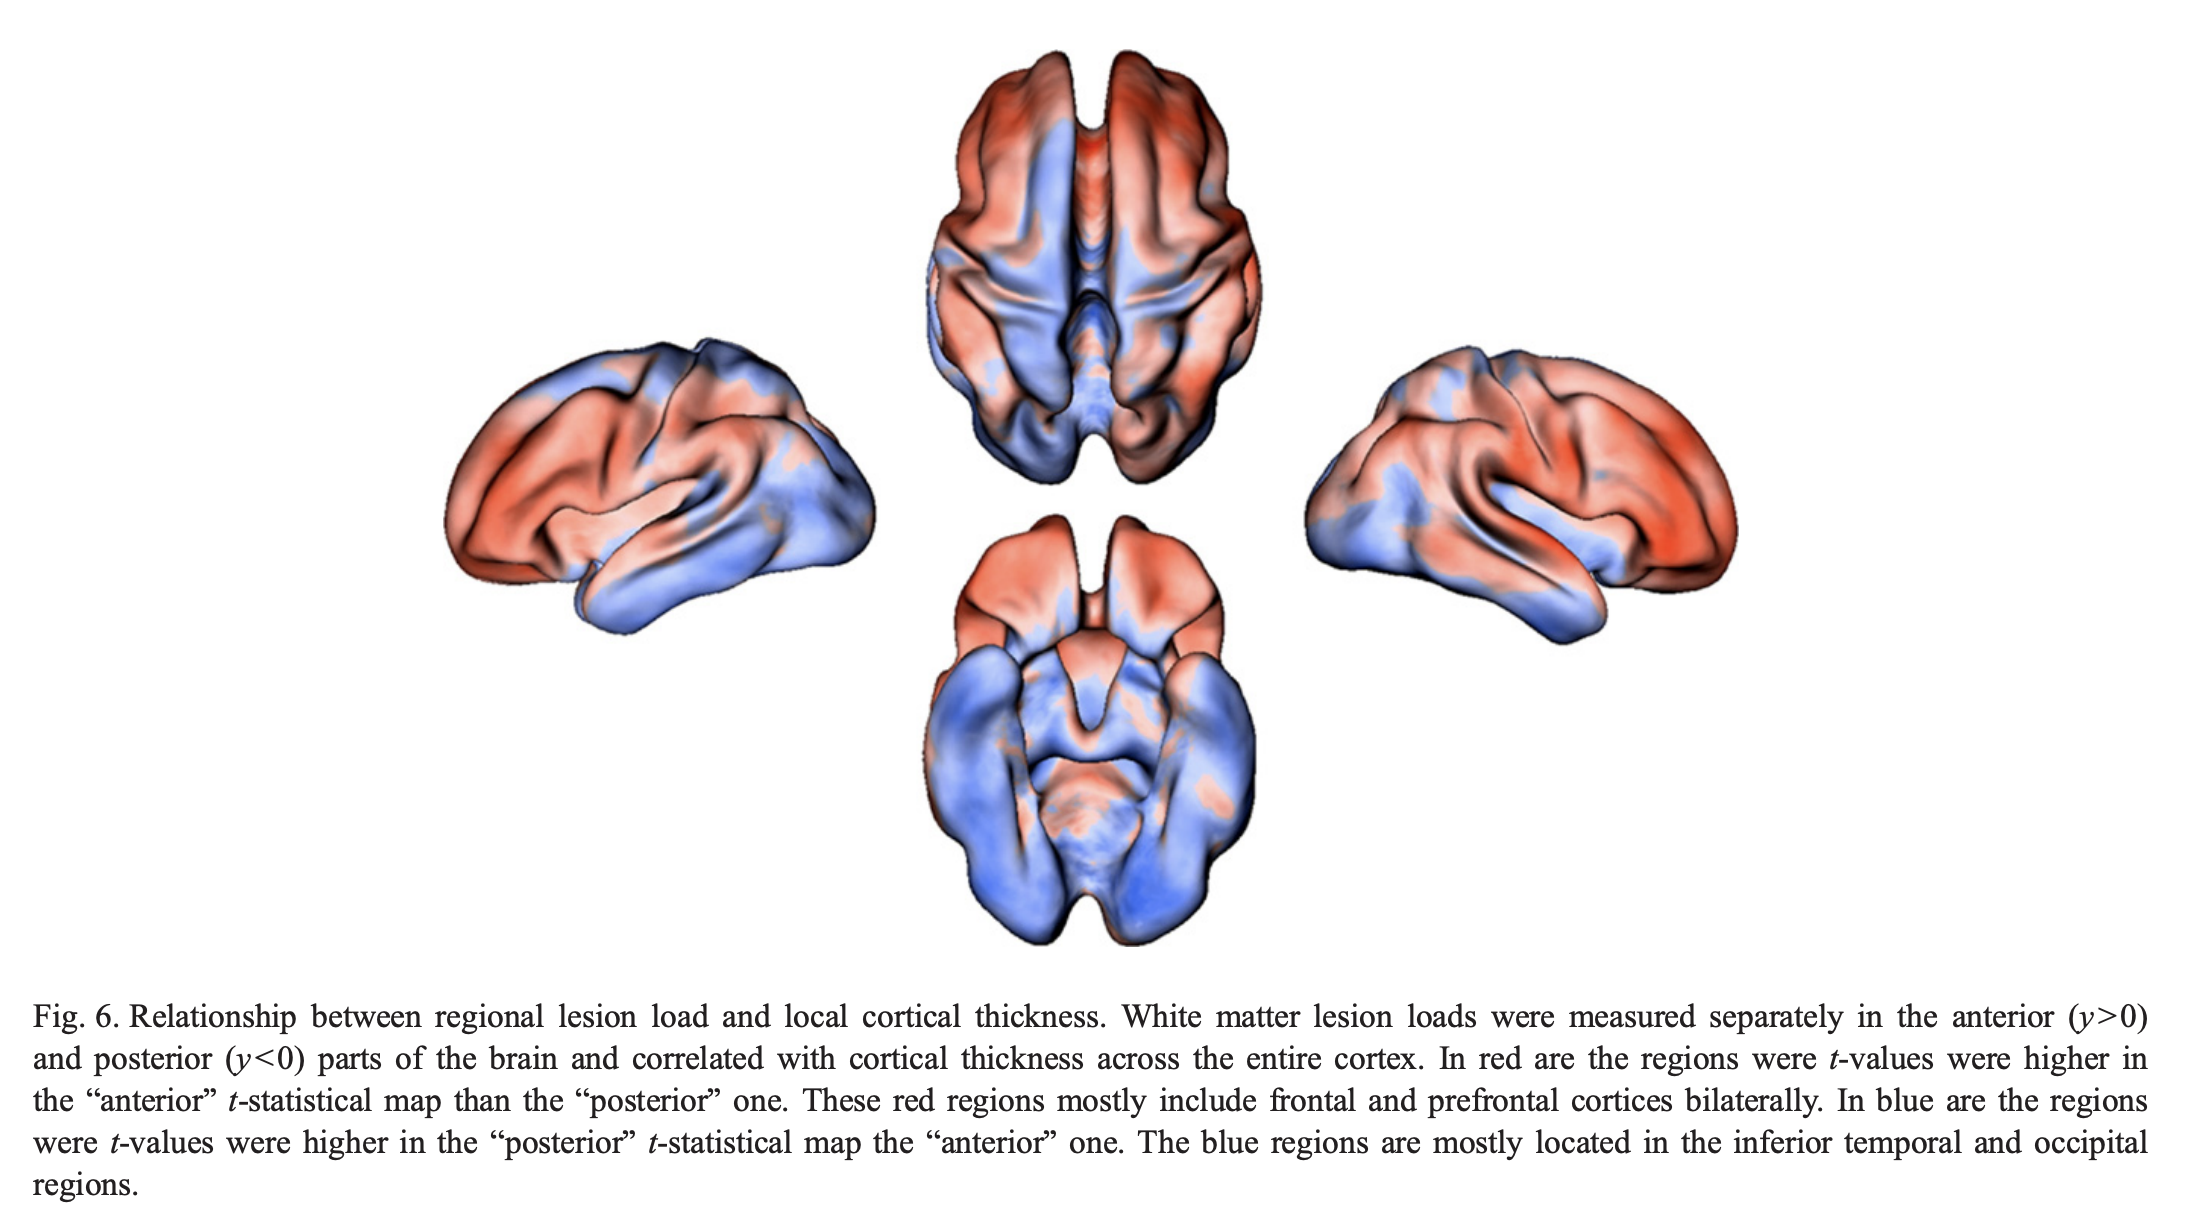 Fig. 6. Relationship between regional lesion load and local cortical thickness. White matter lesion loads were measured separately in the anterior (y>0)
and posterior (y<0) parts of the brain and correlated with cortical thickness across the entire cortex. In red are the regions were t-values were higher in
the “anterior” t-statistical map than the “posterior” one. These red regions mostly include frontal and prefrontal cortices bilaterally. In blue are the regions
were t-values were higher in the “posterior” t-statistical map the “anterior” one. The blue regions are mostly located in the inferior temporal and occipital
regions.